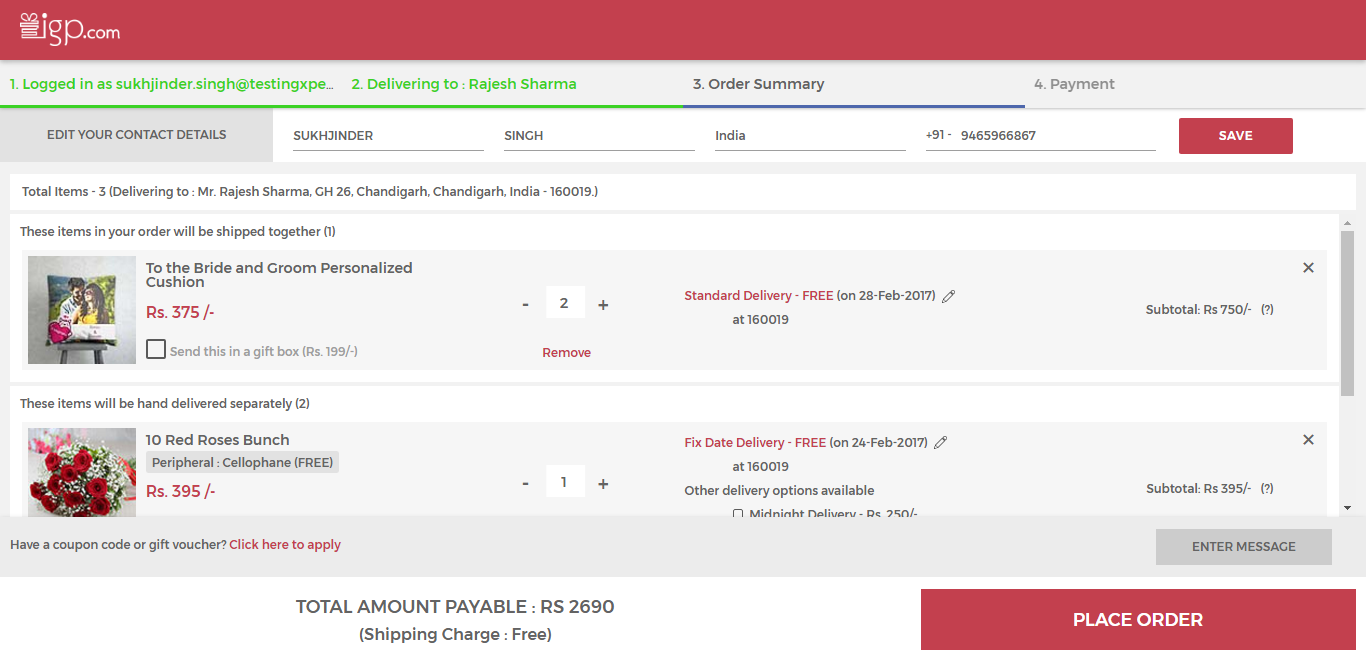 igp.com
1. Logged in as sukhjinder.singh@testingxpe...
2. Delivering to : Rajesh Sharma
3. Order Summary
4. Payment
EDIT YOUR CONTACT DETAILS
SUKHJINDER
SINGH
India
+91 - 9465966867
SAVE
Total Items - 3 (Delivering to : Mr. Rajesh Sharma, GH 26, Chandigarh, Chandigarh, India - 160019.)
These items in your order will be shipped together (1)
To the Bride and Groom Personalized
Cushion
Rs. 375 /-
Send this in a gift box (Rs. 199/-)
- 2 +
Remove
Standard Delivery - FREE (on 28-Feb-2017)
at 160019
Subtotal: Rs 750/- (?)
These items will be hand delivered separately (2)
10 Red Roses Bunch
Peripheral : Cellophane (FREE)
Rs. 395 /-
- 1 +
Fix Date Delivery - FREE (on 24-Feb-2017)
at 160019
Other delivery options available
Midnight Delivery - Rs. 250/-
Subtotal: Rs 395/- (?)
Have a coupon code or gift voucher? Click here to apply
ENTER MESSAGE
TOTAL AMOUNT PAYABLE : RS 2690
(Shipping Charge : Free)
PLACE ORDER